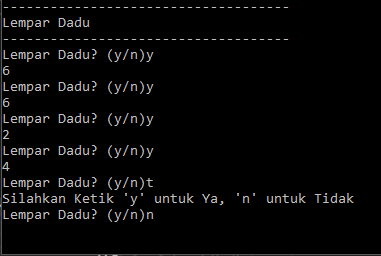 ------------------------------------
Lempar Dadu
------------------------------------
Lempar Dadu? (y/n)y
6
Lempar Dadu? (y/n)y
6
Lempar Dadu? (y/n)y
2
Lempar Dadu? (y/n)y
4
Lempar Dadu? (y/n)t
Silahkan Ketik 'y' untuk Ya, 'n' untuk Tidak
Lempar Dadu? (y/n)n